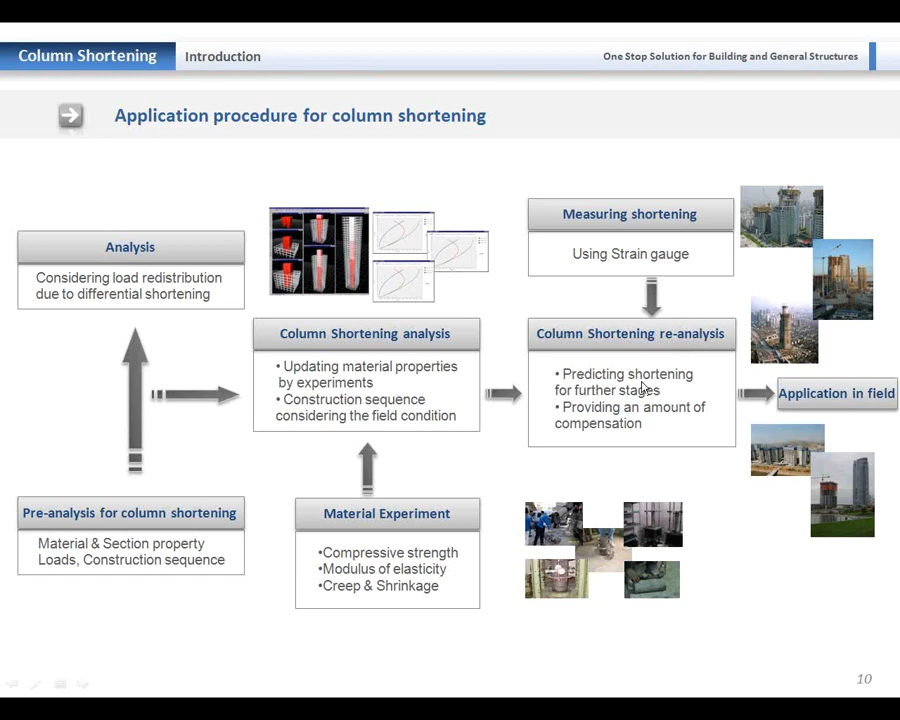 Column Shortening
Introduction
One Stop Solution for Building and General Structures
Application procedure for column shortening
Analysis
Considering load redistribution
due to differential shortening
Pre-analysis for column shortening
Material & Section property
Loads, Construction sequence
Column Shortening analysis
• Updating material properties
by experiments
• Construction sequence
considering the field condition
Material Experiment
•Compressive strength
•Modulus of elasticity
•Creep & Shrinkage
Measuring shortening
Using Strain gauge
Column Shortening re-analysis
• Predicting shortening
for further stages
• Providing an amount of
compensation
Application in field
10